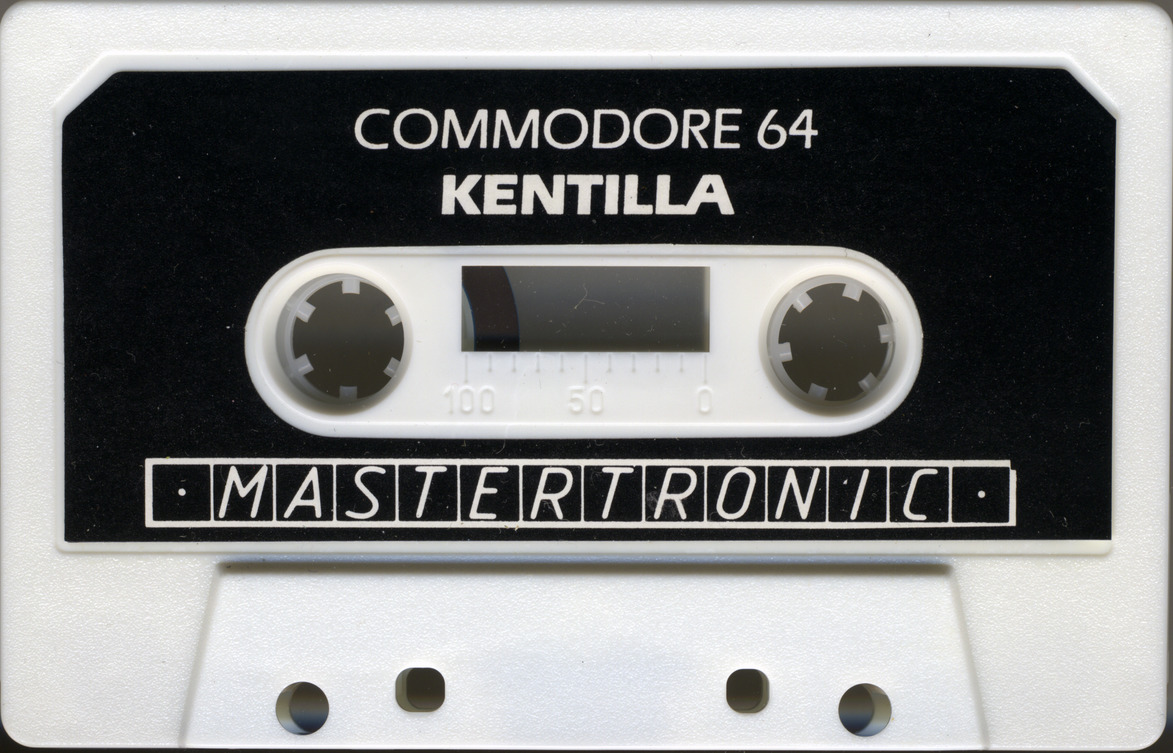 COMMODORE 64
KENTILLA
100 50 0
· MASTERTRONIC ·